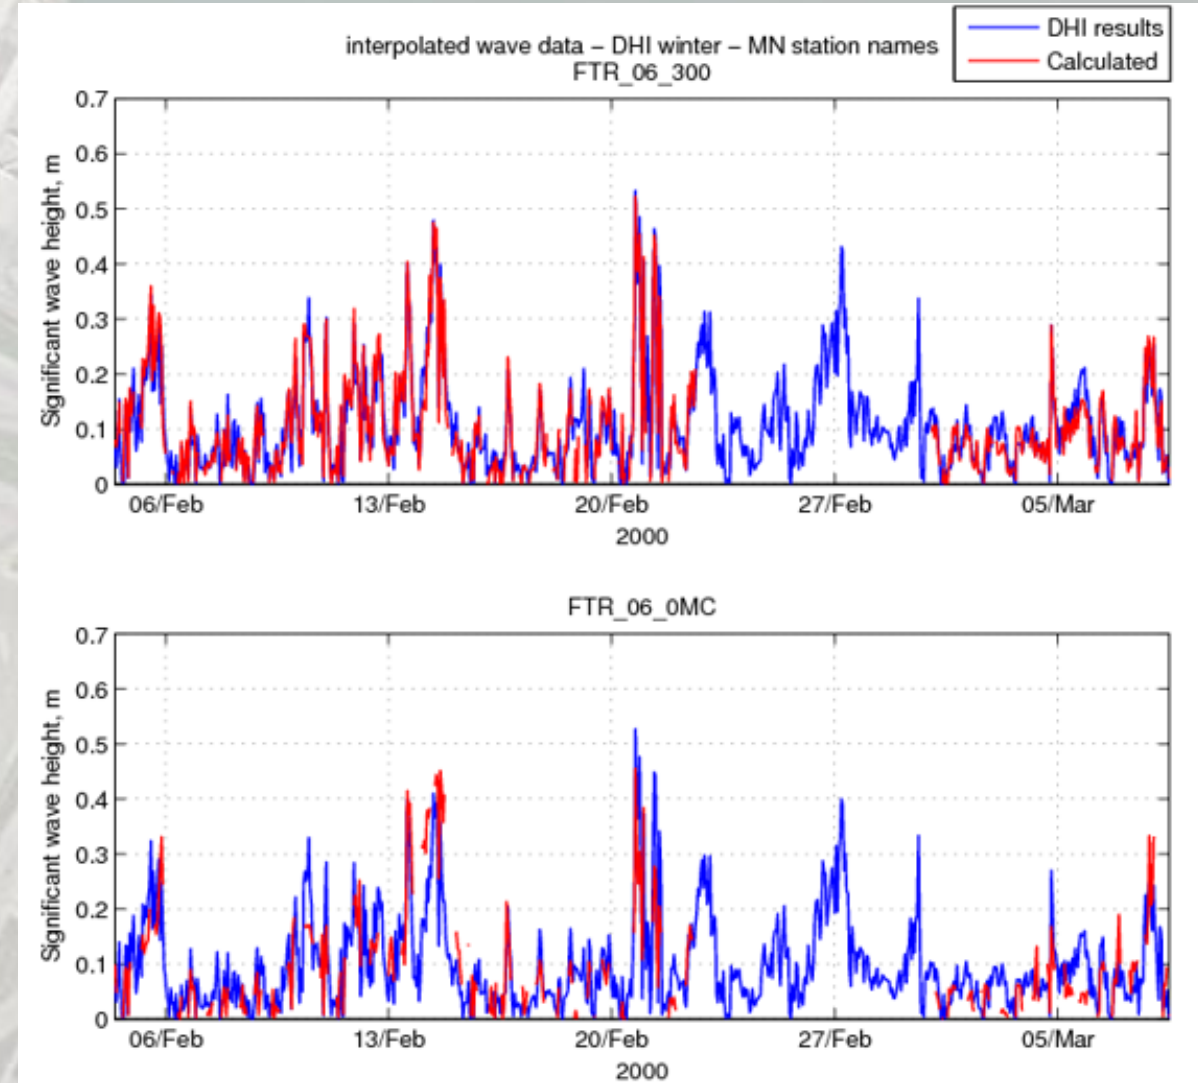 DHI results
Calculated
interpolated wave data – DHI winter – MN station names
FTR_06_300
Significant wave height, m
0.7
0.6
0.5
0.4
0.3
0.2
0.1
0
06/Feb 13/Feb 20/Feb 27/Feb 05/Mar
2000
FTR_06_0MC
Significant wave height, m
0.7
0.6
0.5
0.4
0.3
0.2
0.1
0
06/Feb 13/Feb 20/Feb 27/Feb 05/Mar
2000